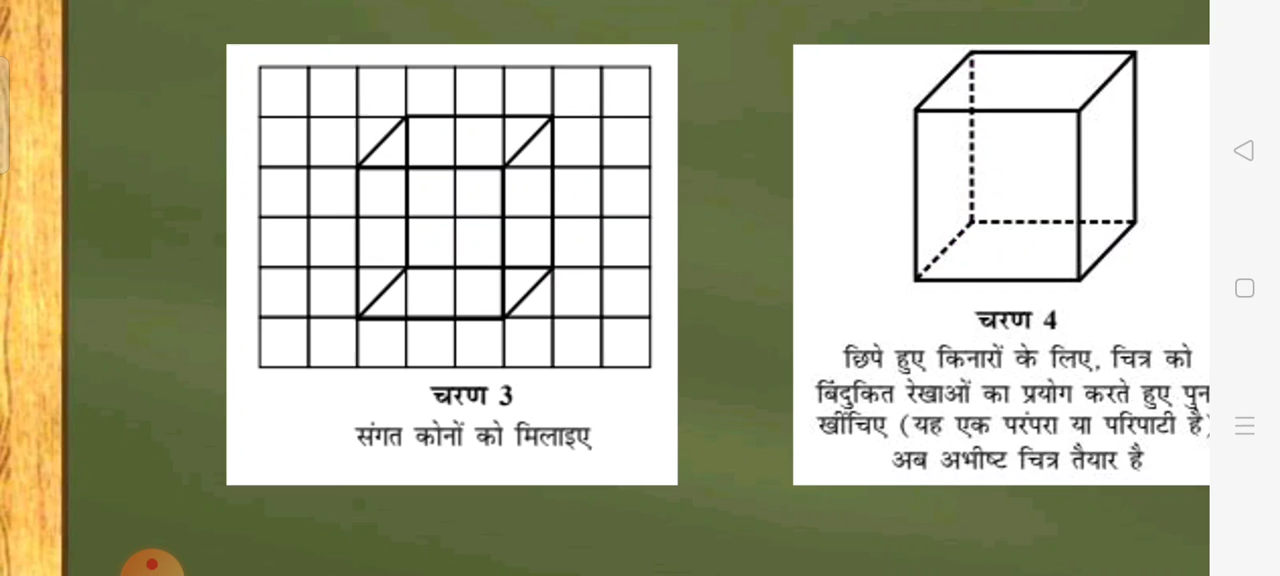 चरण 3
संगत कोनों को मिलाइए
चरण 4
छिपे हुए किनारों के लिए, चित्र को
बिंदुकित रेखाओं का प्रयोग करते हुए पुन
खींचिए (यह एक परंपरा या परिपाटी है)
अब अभीष्ट चित्र तैयार है